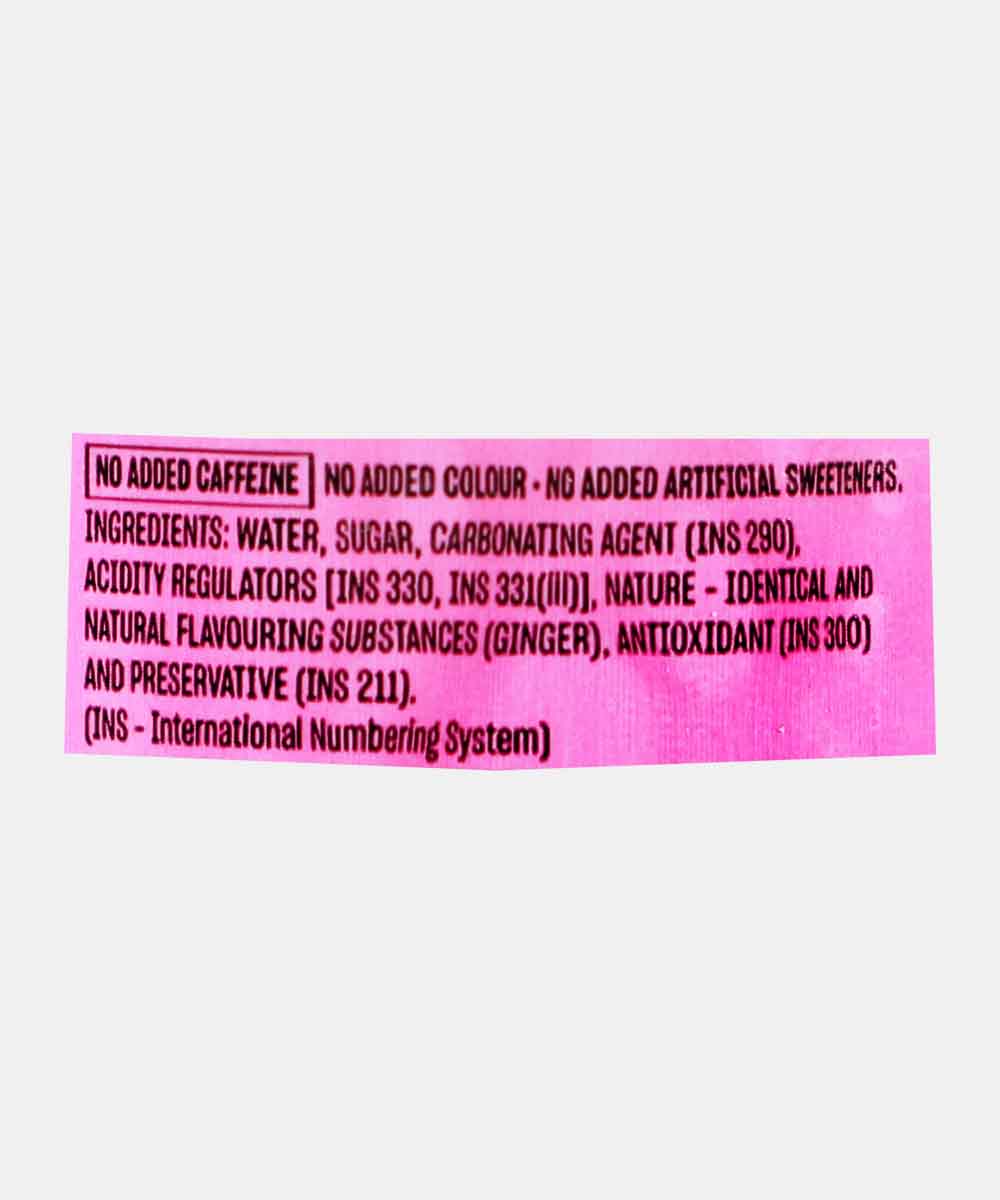 NO ADDED CAFFEINE NO ADDED COLOUR • NO ADDED ARTIFICIAL SWEETENERS.
INGREDIENTS: WATER, SUGAR, CARBONATING AGENT (INS 290),
ACIDITY REGULATORS [INS 330, INS 331(iii)], NATURE - IDENTICAL AND
NATURAL FLAVOURING SUBSTANCES (GINGER), ANTIOXIDANT (INS 300)
AND PRESERVATIVE (INS 211).
(INS - International Numbering System)